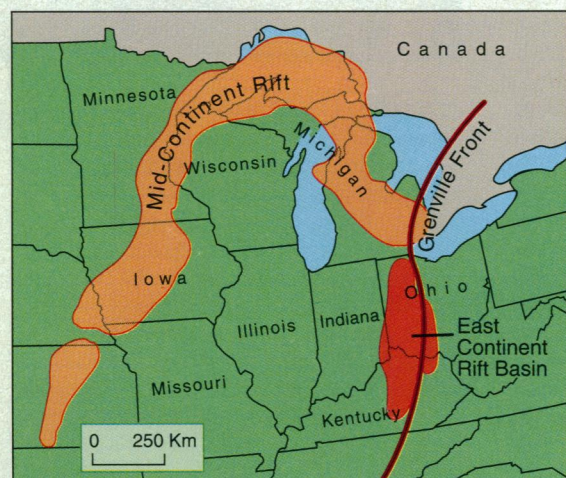 Canada
Minnesota
Mid-Continent Rift
Michigan
Wisconsin
Grenville Front
Iowa
Ohio
Illinois
Indiana
East
Continent
Rift Basin
Missouri
Kentucky
0 250 Km